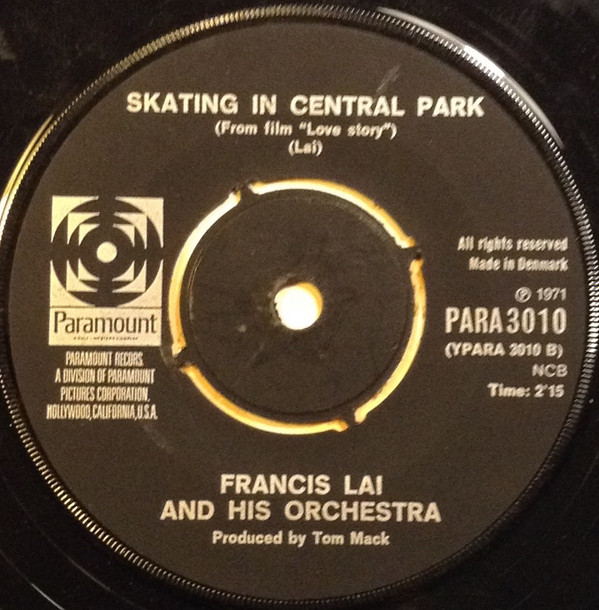 SKATING IN CENTRAL PARK
(From film "Love story")
(Lai)
Paramount
PARAMOUNT RECORS
A DIVISION OF PARAMOUNT
PICTURES CORPORATION,
HOLLYWOOD, CALIFORNIA, U.S.A.
All rights reserved
Made in Denmark
℗ 1971
PARA 3010
(YPARA 3010 B)
NCB
Time: 2'15
FRANCIS LAI
AND HIS ORCHESTRA
Produced by Tom Mack